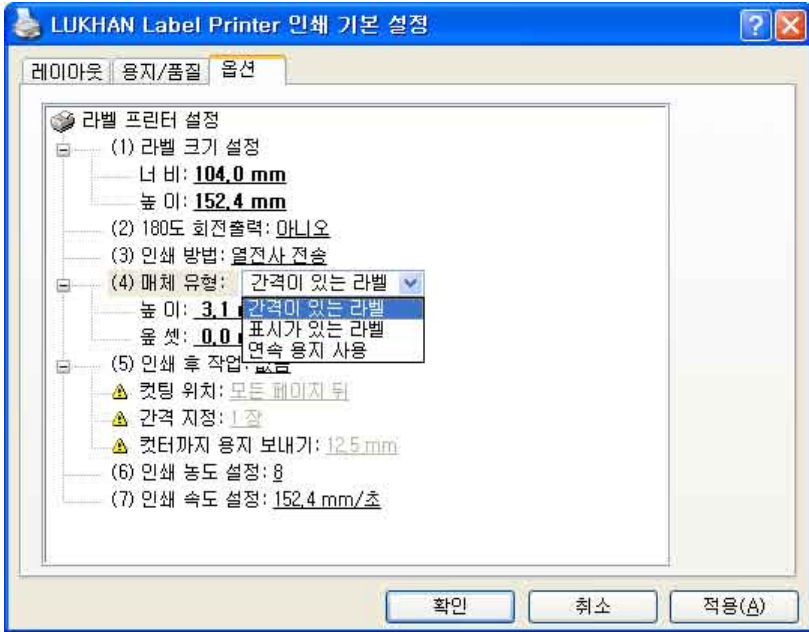 LUKHAN Label Printer 인쇄 기본 설정
레이아웃 용지/품질 옵션
라벨 프린터 설정
(1) 라벨 크기 설정
너 비: 104,0 mm
높 이: 152,4 mm
(2) 180도 회전출력: 아니오
(3) 인쇄 방법: 열전사 전송
(4) 매체 유형: 간격이 있는 라벨
높 이: 3,1
간격이 있는 라벨
옾 셋: 0,0
표시가 있는 라벨
연속 용지 사용
(5) 인쇄 후 작업: 없음
컷팅 위치: 모든 페이지 뒤
간격 지정: 1 장
컷터까지 용지 보내기: 12,5 mm
(6) 인쇄 농도 설정: 8
(7) 인쇄 속도 설정: 152,4 mm/초
확인 취소 적용(A)